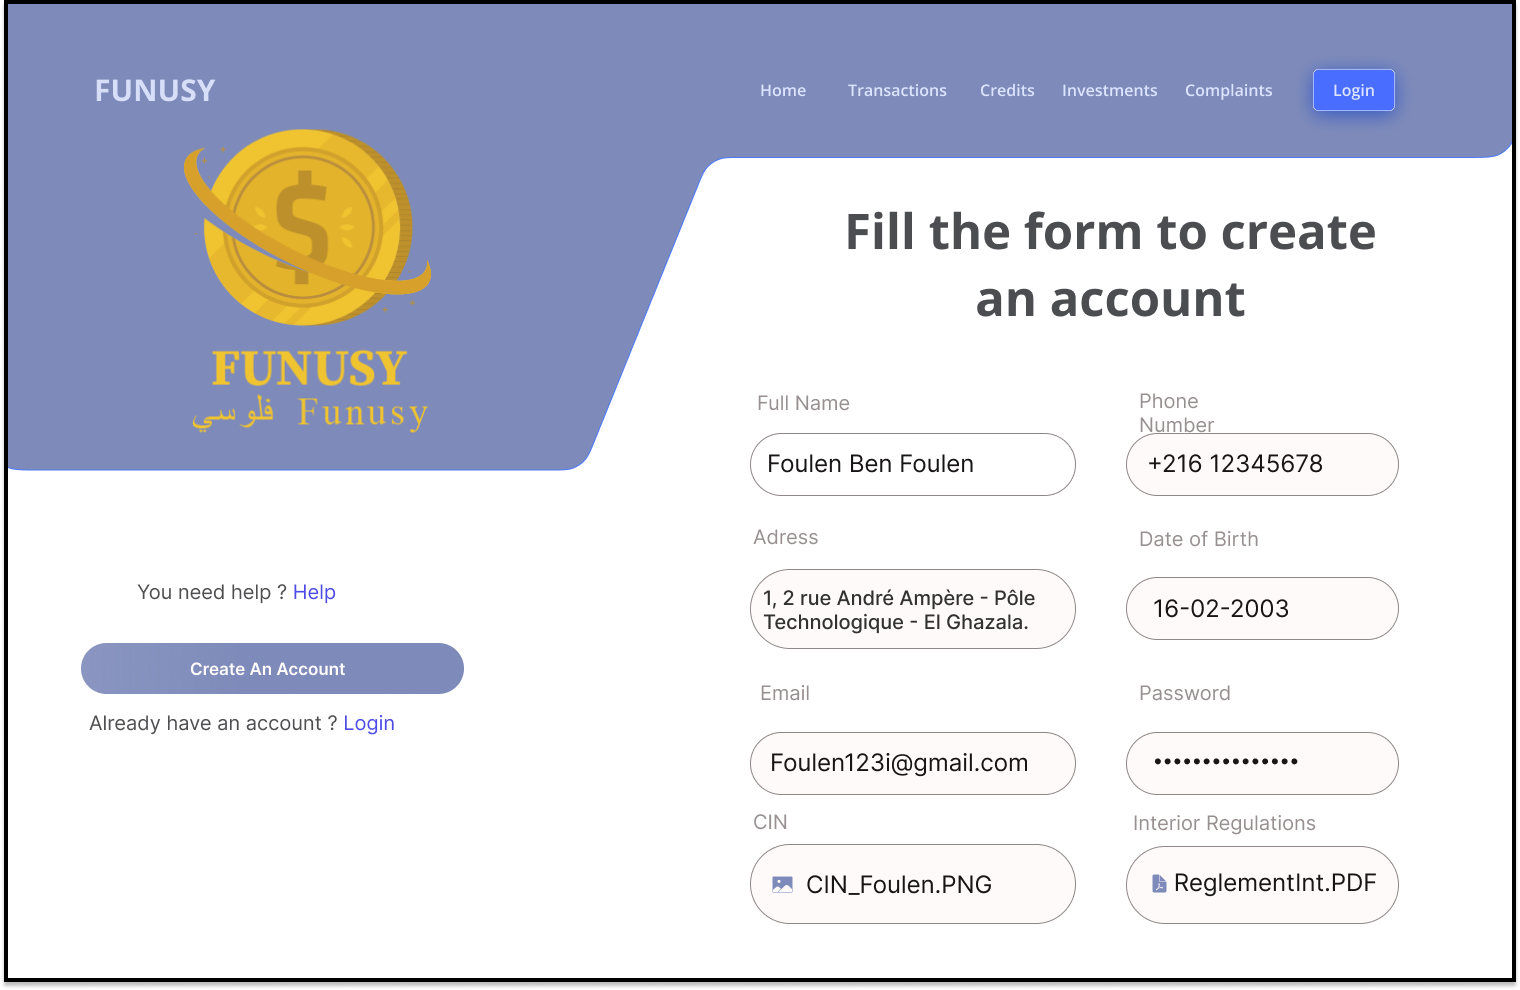 FUNUSY
Home Transactions Credits Investments Complaints Login
FUNUSY
فلوسي Funusy
Fill the form to create
an account
Full Name
Foulen Ben Foulen
Phone
Number
+216 12345678
Adress
1, 2 rue André Ampère - Pôle
Technologique - El Ghazala.
Date of Birth
16-02-2003
Email
Foulen123i@gmail.com
Password
•••••••••••••••
CIN
CIN_Foulen.PNG
Interior Regulations
ReglementInt.PDF
You need help ? Help
Create An Account
Already have an account ? Login